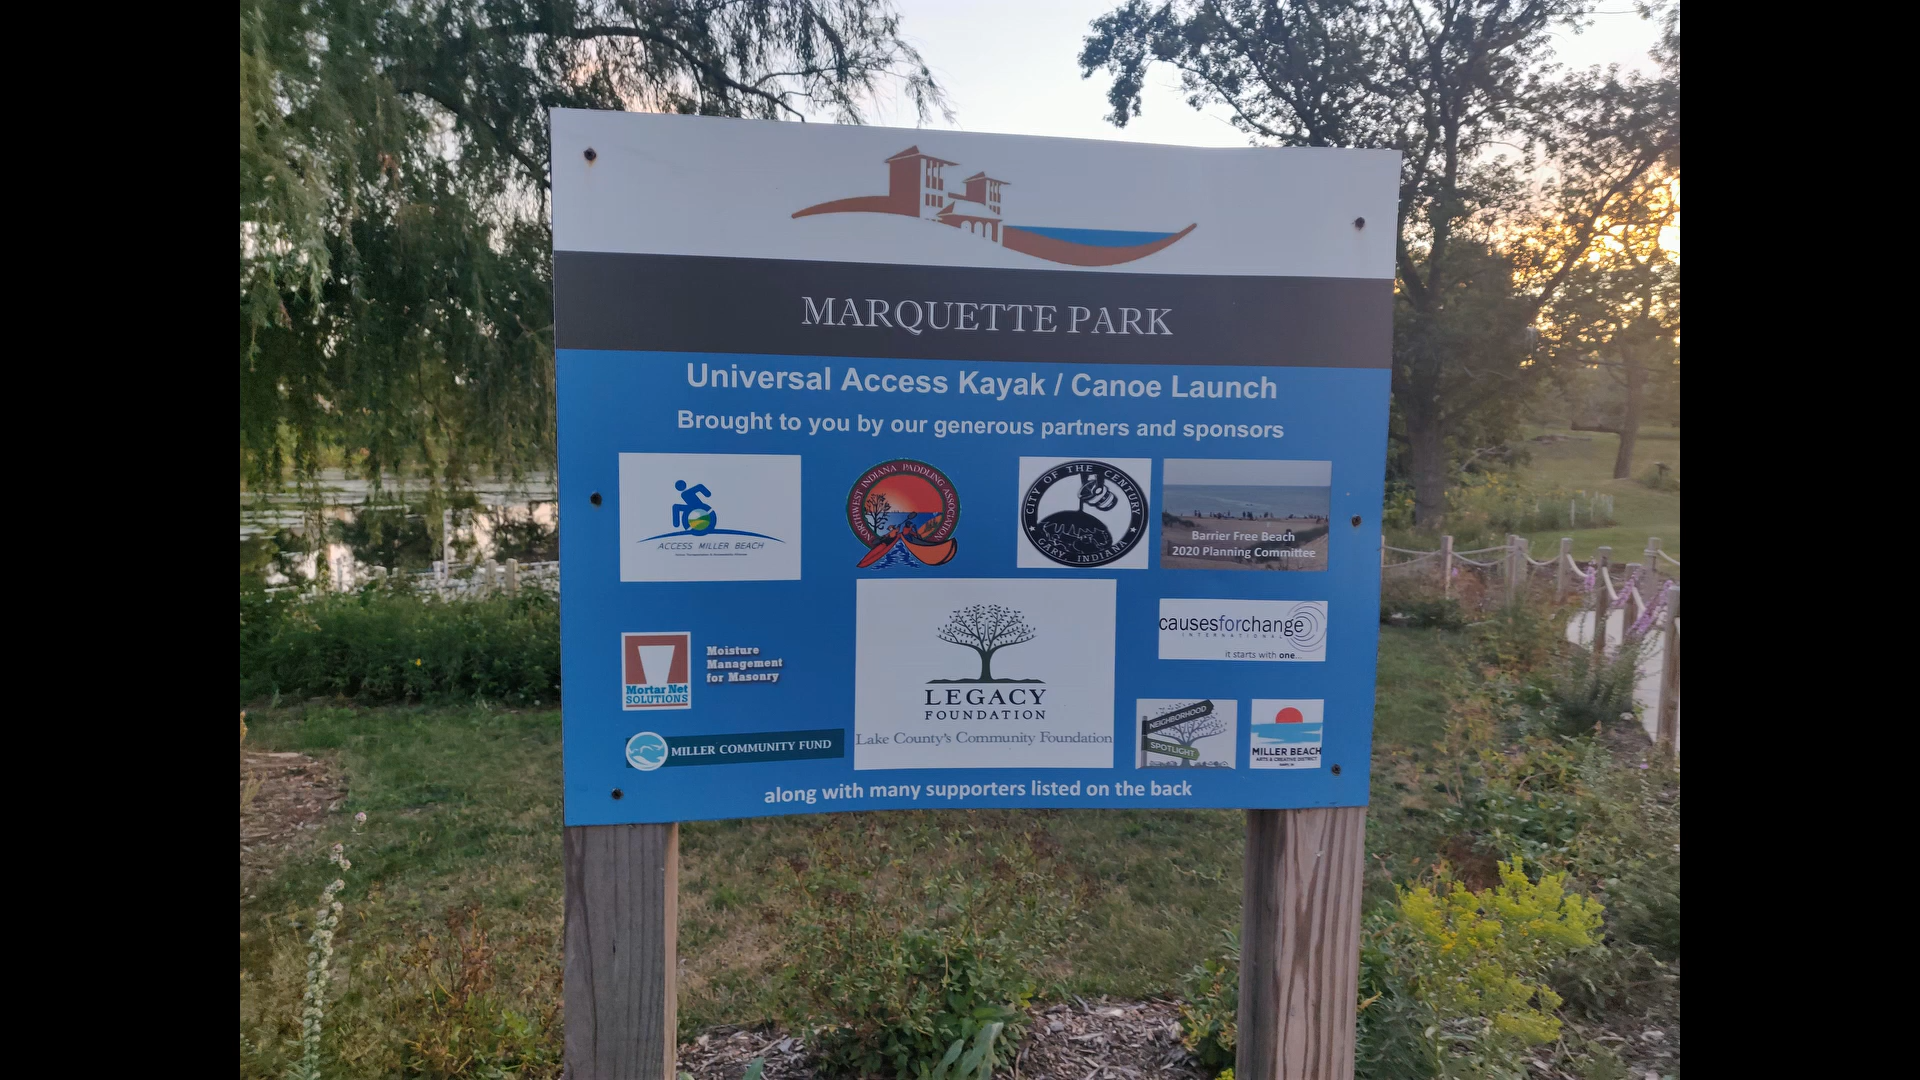 MARQUETTE PARK
Universal Access Kayak / Canoe Launch
Brought to you by our generous partners and sponsors
ACCESS MILLER BEACH
NORTHWEST INDIANA PADDLING ASSOCIATION
CITY OF THE CENTURY
GARY, INDIANA
Barrier Free Beach
2020 Planning Committee
Mortar Net
SOLUTIONS
Moisture
Management
for Masonry
LEGACY
FOUNDATION
Lake County's Community Foundation
causesforchange
INTERNATIONAL
it starts with one...
MILLER COMMUNITY FUND
NEIGHBORHOOD
SPOTLIGHT
MILLER BEACH
ARTS & CREATIVE DISTRICT
along with many supporters listed on the back